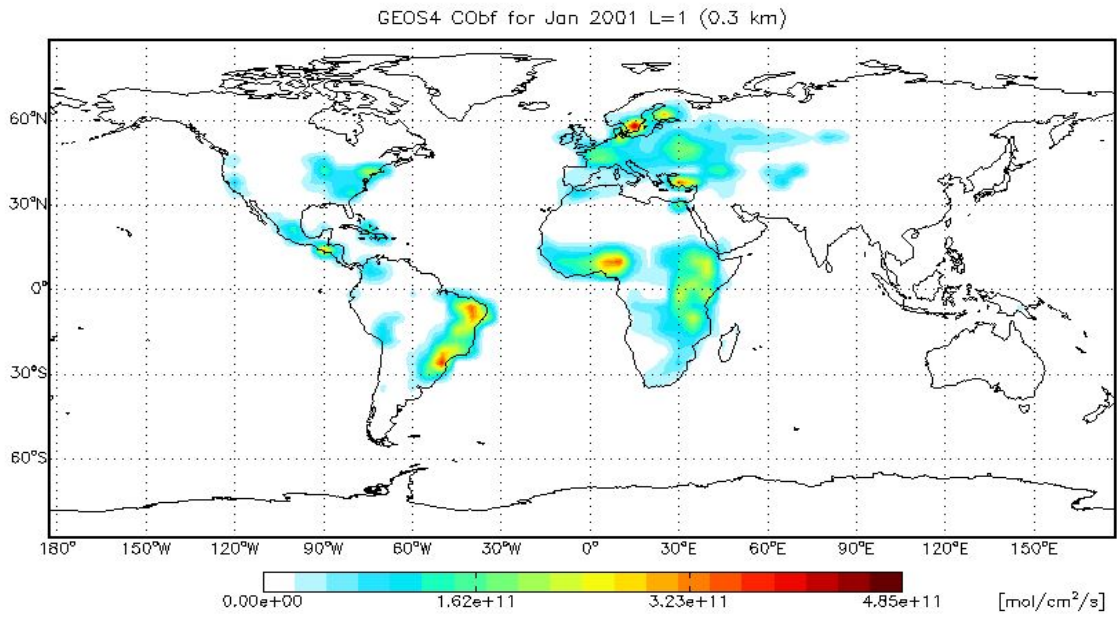 GEOS4 CObf for Jan 2001 L=1 (0.3 km)
60°N
30°N
0°
30°S
60°S
180° 150°W 120°W 90°W 60°W 30°W 0° 30°E 60°E 90°E 120°E 150°E
0.00e+00 1.62e+11 3.23e+11 4.85e+11 [mol/cm²/s]